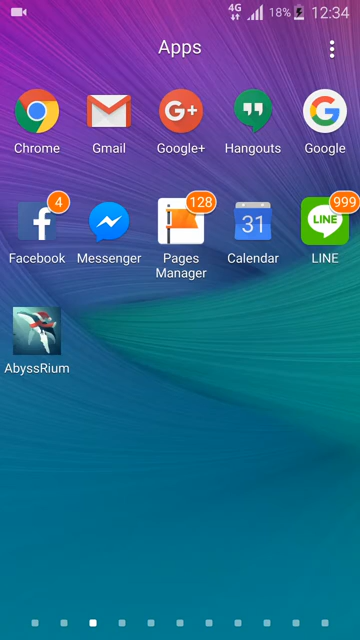 4G 18% 12:34
Apps
G+
G
Chrome Gmail Google+ Hangouts Google
f 4 128 31 LINE 999
Facebook Messenger Pages Manager Calendar LINE
AbyssRium